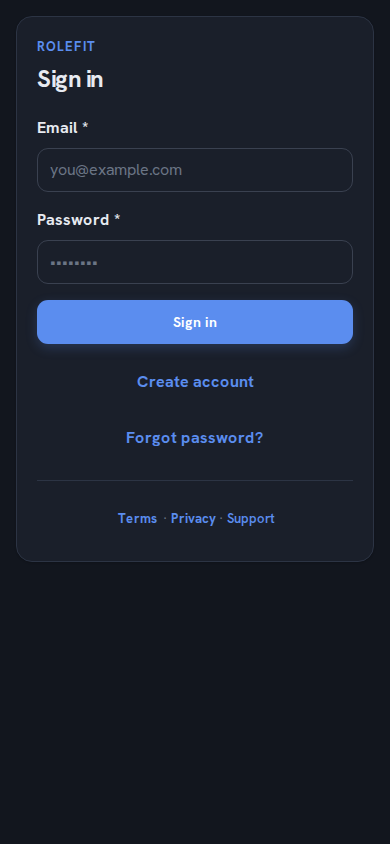 ROLEFIT
Sign in
Email *
you@example.com
Password *
••••••••
Sign in
Create account
Forgot password?
Terms · Privacy · Support